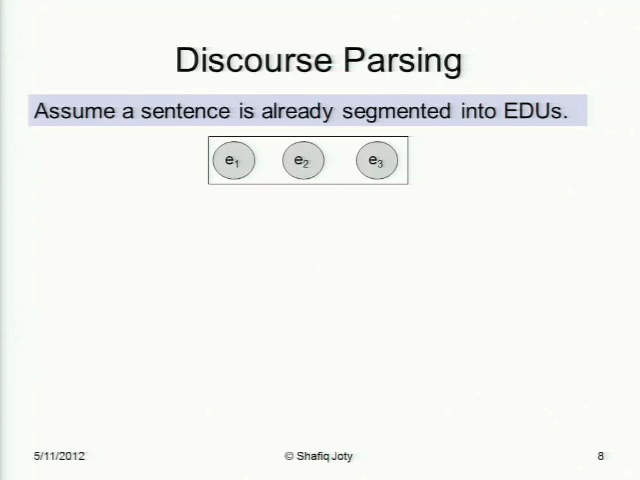 Discourse Parsing
Assume a sentence is already segmented into EDUs.
e1 e2 e3
5/11/2012 © Shafiq Joty 8